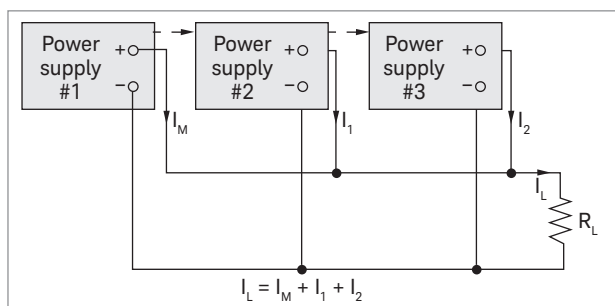 Power supply #1
+
−
Power supply #2
+
−
Power supply #3
+
−
I_M
I_1
I_2
I_L
R_L
I_L = I_M + I_1 + I_2